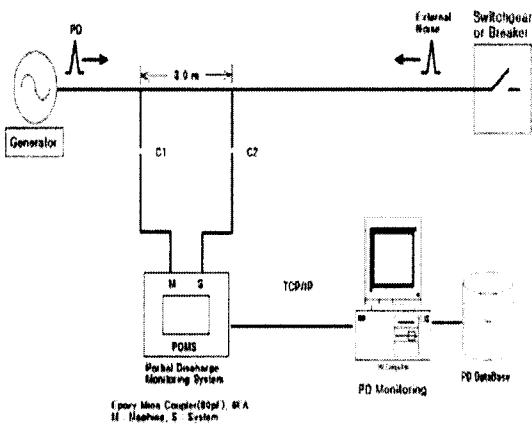 PD
External
Noise
Switchgear
or Breaker
3.0 m
Generator
C1
C2
M S
TCP/IP
PDMS
Partial Discharge
Monitoring System
PD Monitoring
PD DataBase
Epoxy Mica Coupler(80pF), 6EA
M : Machine, S : System